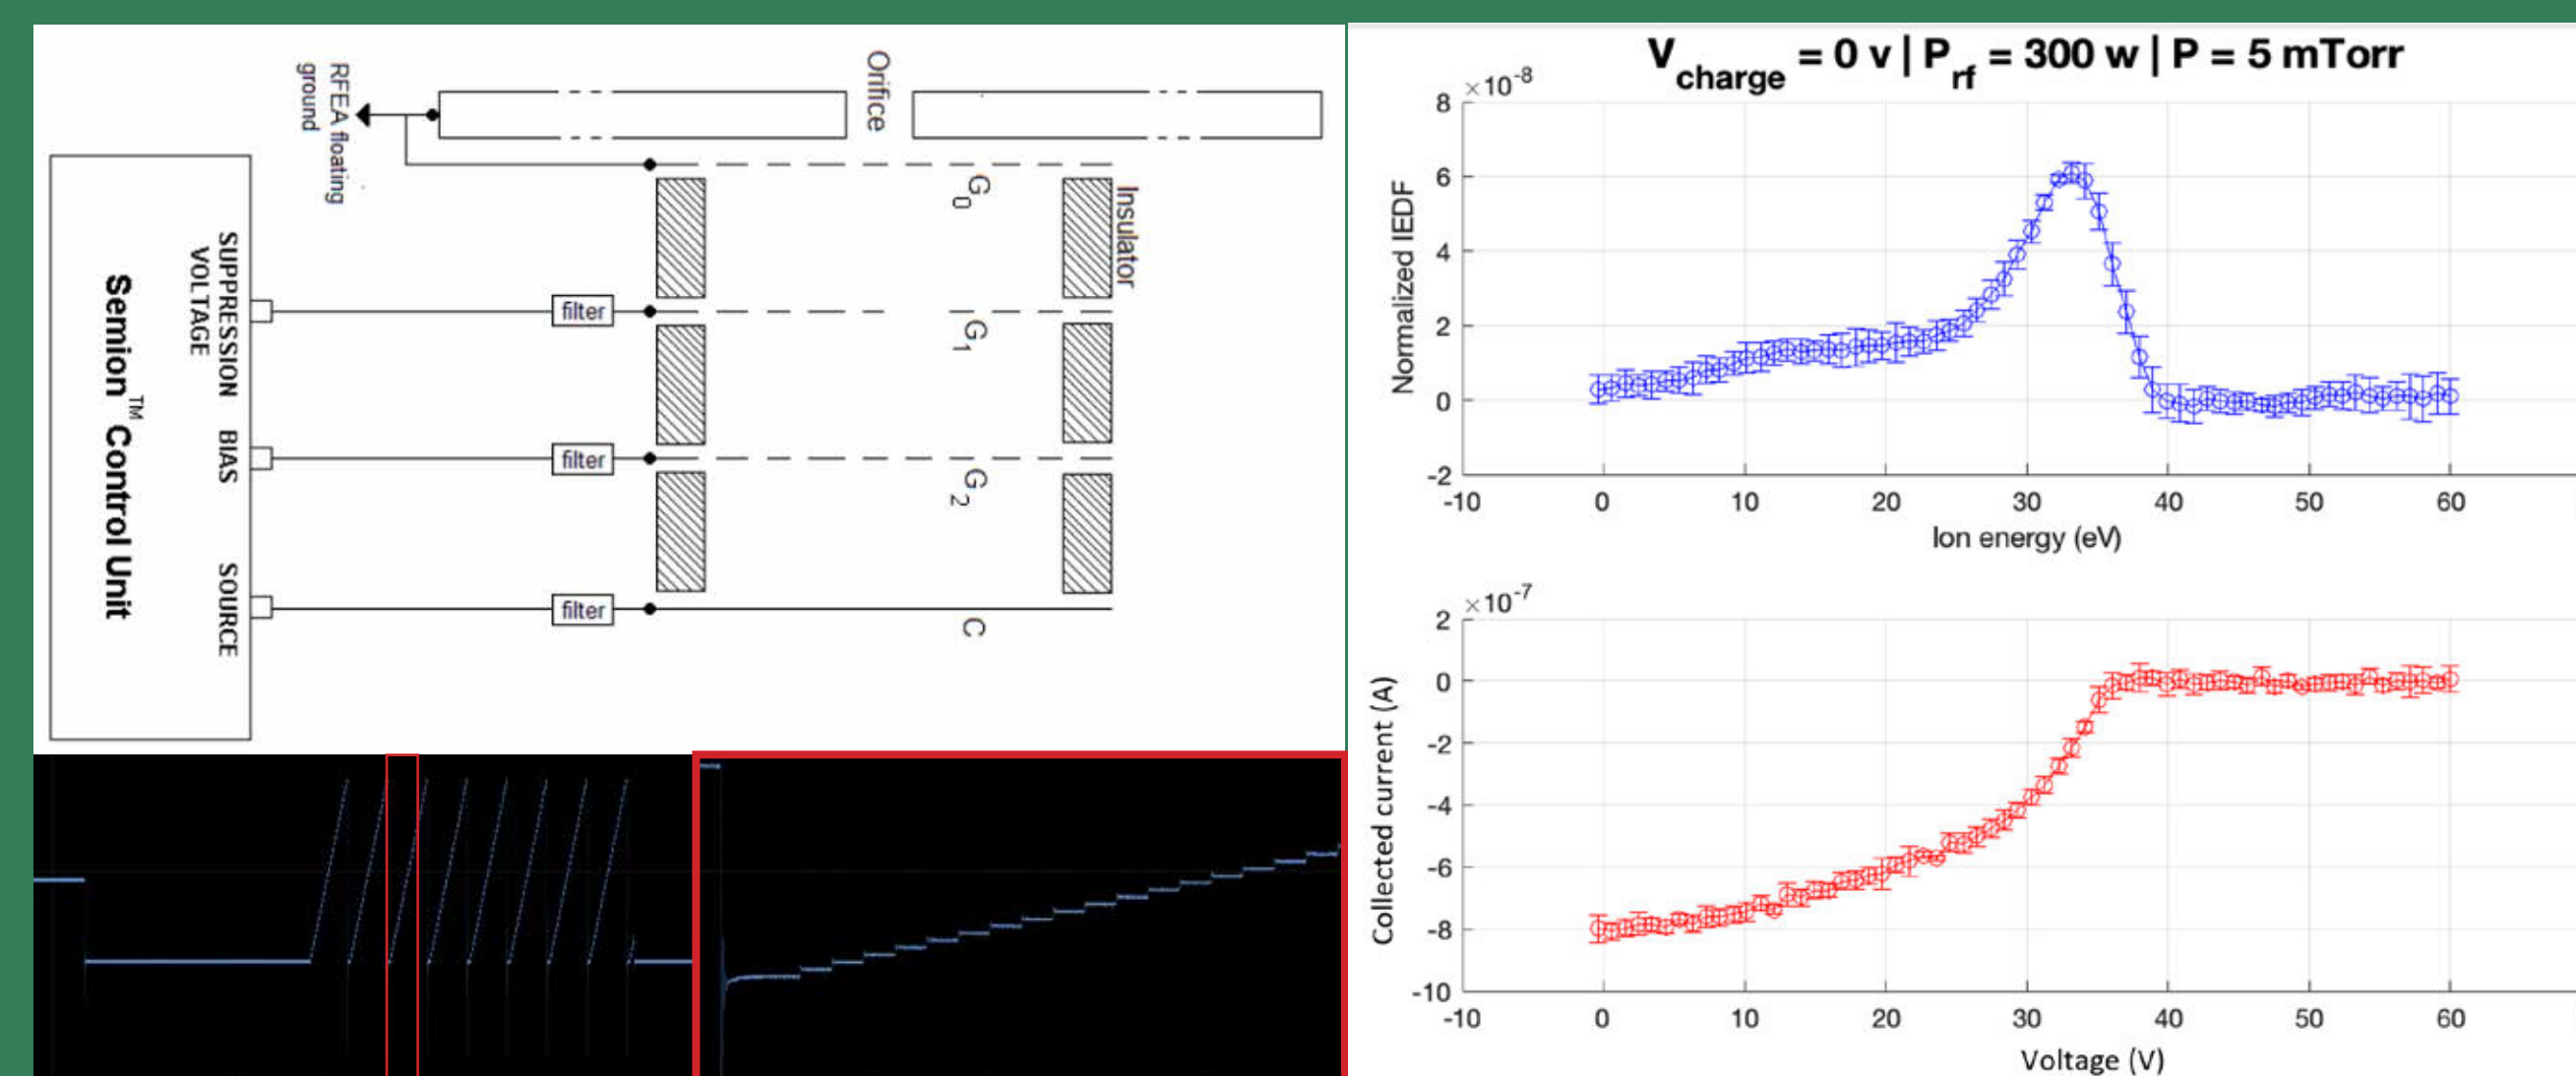 RFEA floating
ground
Orifice
Insulator
G0
G1
G2
C
filter
filter
filter
SUPPRESSION
VOLTAGE
BIAS
SOURCE
Semion™ Control Unit
Vcharge = 0 v | Prf = 300 w | P = 5 mTorr
×10-8
Normalized IEDF
8
6
4
2
0
-2
-10 0 10 20 30 40 50 60
Ion energy (eV)
×10-7
Collected current (A)
2
0
-2
-4
-6
-8
-10
-10 0 10 20 30 40 50 60
Voltage (V)